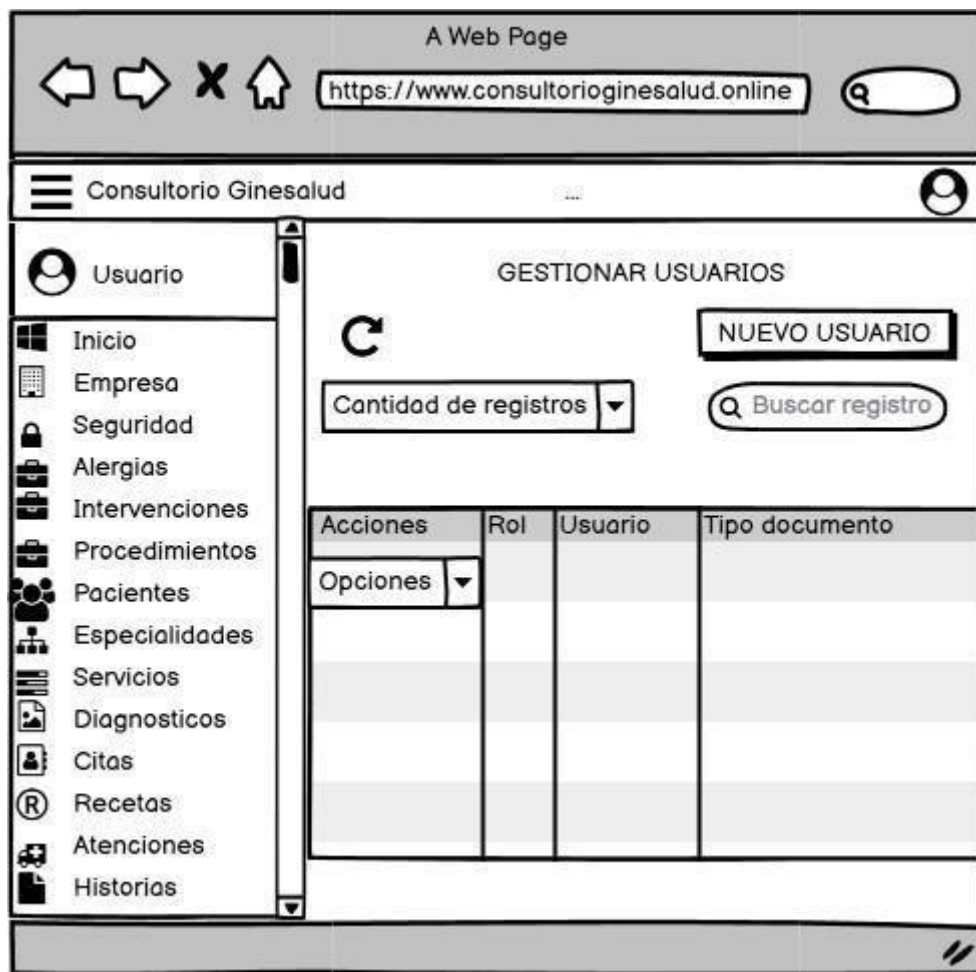 A Web Page
https://www.consultorioginesalud.online
Consultorio Ginesalud ...
Usuario
Inicio
Empresa
Seguridad
Alergias
Intervenciones
Procedimientos
Pacientes
Especialidades
Servicios
Diagnosticos
Citas
R Recetas
Atenciones
Historias
GESTIONAR USUARIOS
NUEVO USUARIO
Cantidad de registros
Buscar registro
Acciones Rol Usuario Tipo documento
Opciones